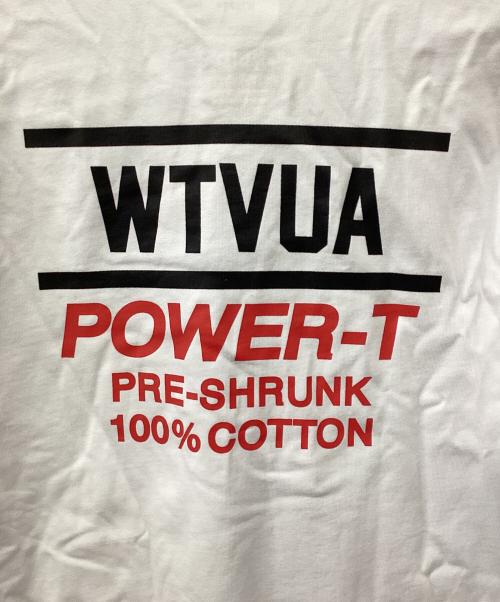 WTVUA
POWER-T
PRE-SHRUNK
100% COTTON